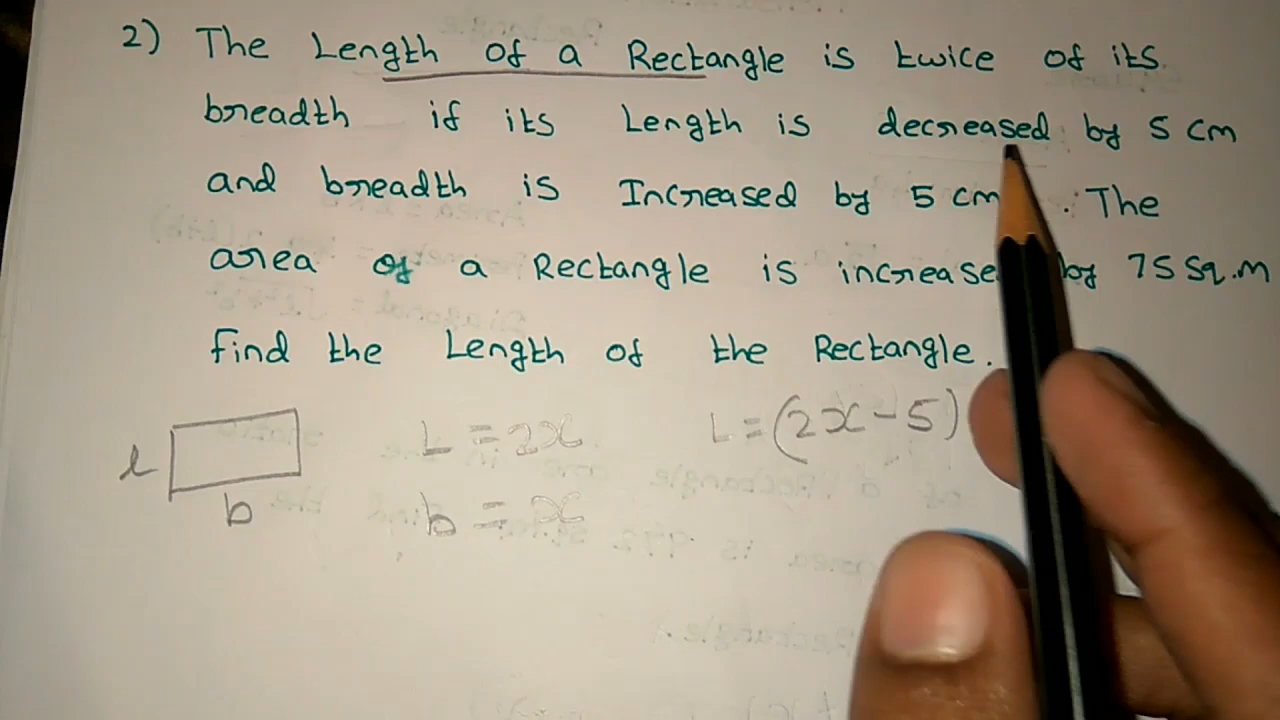 2) The Length of a Rectangle is twice of its
breadth if its Length is decreased by 5 cm
and breadth is Increased by 5 cm. The
area of a Rectangle is increased by 75 Sq.m
Find the Length of the Rectangle.
L = 2x L = (2x - 5)
l
b b = x